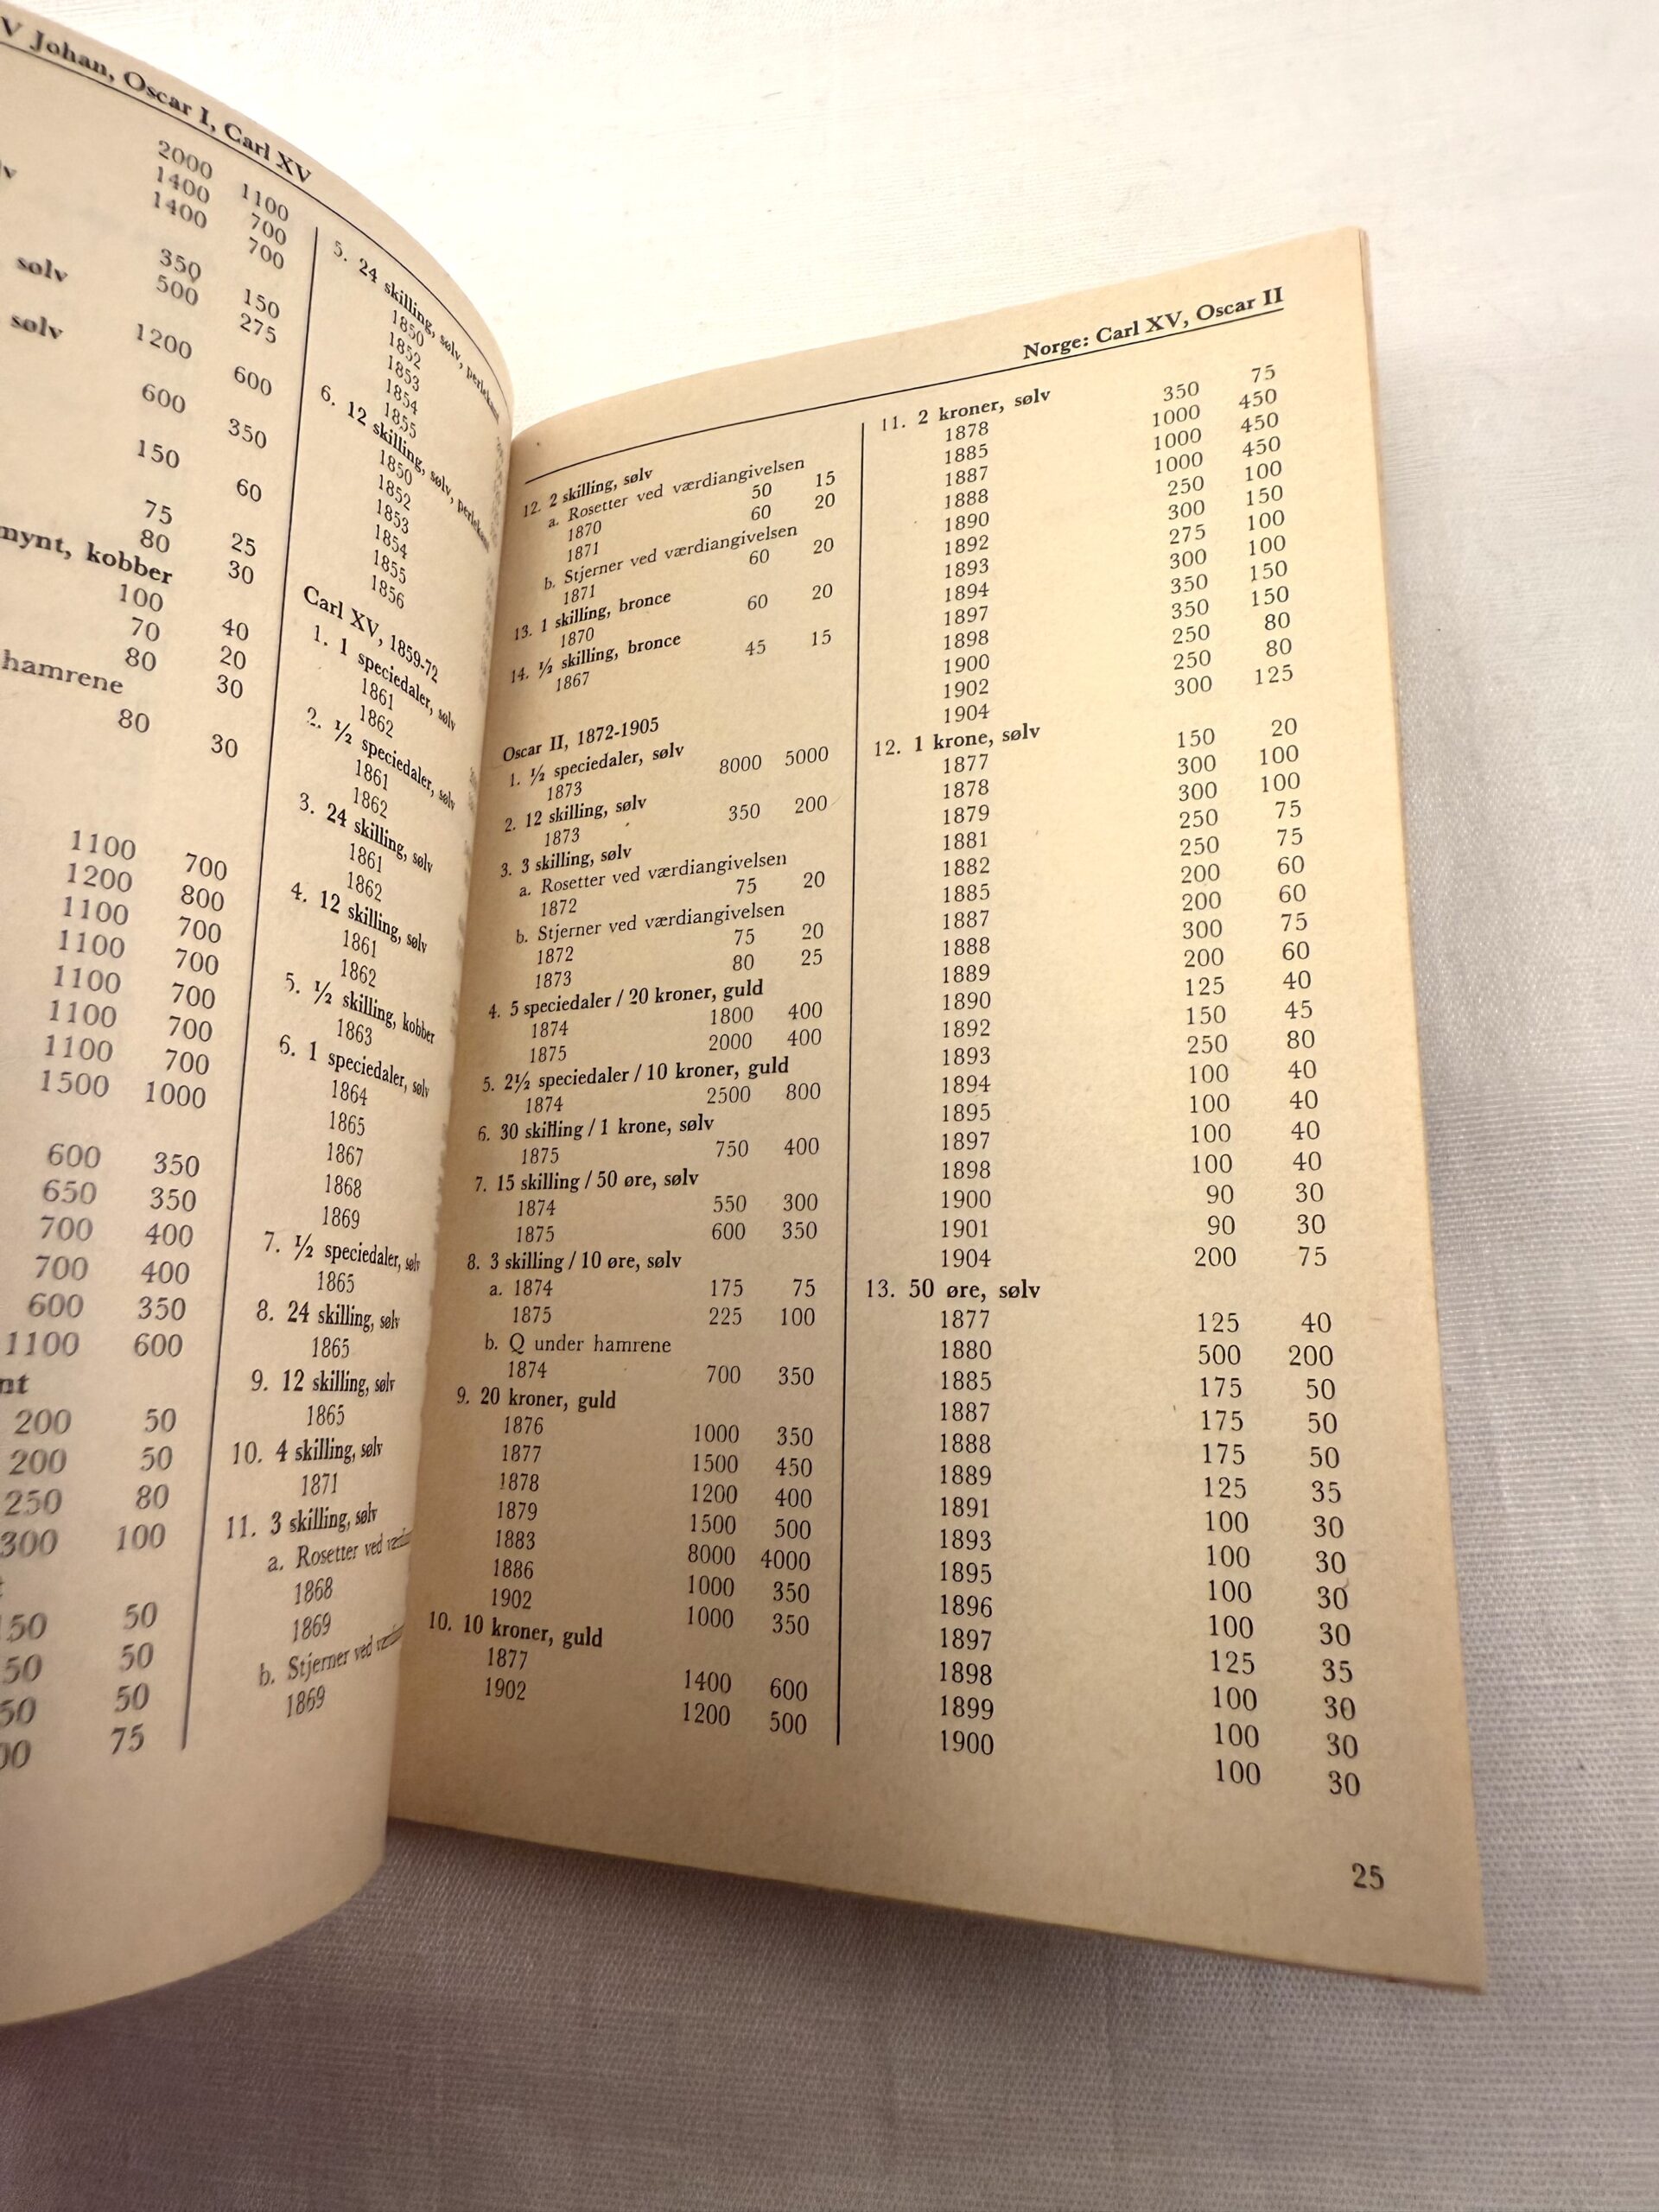 V Johan, Oscar I, Carl XV
2000 1100
1400 700
1400 700
sølv
350 150
500 275
sølv
1200 600
600 350
150 60
75 25
80 30
mynt, kobber
100 40
70 20
80 30
hamrene
80 30
1100 700
1200 800
1100 700
1100 700
1100 700
1100 700
1100 700
1500 1000
600 350
650 350
700 400
700 400
600 350
1100 600
200 50
200 50
250 80
300 100
150 50
50 50
50 50
00 75
5. 24 skilling, sølv, perlekant
1850
1852
1853
1854
1855
6. 12 skilling, sølv, perlekant
1850
1852
1853
1854
1855
1856
Carl XV, 1859-72
1. 1 speciedaler, sølv
1861
1862
2. ½ speciedaler, sølv
1861
1862
3. 24 skilling, sølv
1861
1862
4. 12 skilling, sølv
1861
1862
5. ½ skilling, kobber
1863
6. 1 speciedaler, sølv
1864
1865
1867
1868
1869
7. ½ speciedaler, sølv
1865
8. 24 skilling, sølv
1865
9. 12 skilling, sølv
1865
10. 4 skilling, sølv
1871
11. 3 skilling, sølv
a. Rosetter ved
1868
1869
b. Stjerner ved
1869
Norge: Carl XV, Oscar II
12. 2 skilling, sølv
a. Rosetter ved værdiangivelsen
1870 50 15
1871 60 20
b. Stjerner ved værdiangivelsen
1871 60 20
13. 1 skilling, bronce
1870 60 20
14. ½ skilling, bronce
1867 45 15
Oscar II, 1872-1905
1. ½ speciedaler, sølv
1873 8000 5000
2. 12 skilling, sølv
1873 350 200
3. 3 skilling, sølv
a. Rosetter ved værdiangivelsen
1872 75 20
b. Stjerner ved værdiangivelsen
1872 75 20
1873 80 25
4. 5 speciedaler / 20 kroner, guld
1874 1800 400
1875 2000 400
5. 2½ speciedaler / 10 kroner, guld
1874 2500 800
6. 30 skilling / 1 krone, sølv
1875 750 400
7. 15 skilling / 50 øre, sølv
1874 550 300
1875 600 350
8. 3 skilling / 10 øre, sølv
a. 1874 175 75
1875 225 100
b. Q under hamrene
1874 700 350
9. 20 kroner, guld
1876 1000 350
1877 1500 450
1878 1200 400
1879 1500 500
1883 8000 4000
1886 1000 350
1902 1000 350
10. 10 kroner, guld
1877 1400 600
1902 1200 500
11. 2 kroner, sølv
1878 350 75
1885 1000 450
1887 1000 450
1888 1000 450
1890 250 100
1892 300 150
1893 275 100
1894 300 100
1897 350 150
1898 350 150
1900 250 80
1902 250 80
1904 300 125
12. 1 krone, sølv
1877 150 20
1878 300 100
1879 300 100
1881 250 75
1882 250 75
1885 200 60
1887 200 60
1888 300 75
1889 200 60
1890 125 40
1892 150 45
1893 250 80
1894 100 40
1895 100 40
1897 100 40
1898 100 40
1900 90 30
1901 90 30
1904 200 75
13. 50 øre, sølv
1877 125 40
1880 500 200
1885 175 50
1887 175 50
1888 175 50
1889 125 35
1891 100 30
1893 100 30
1895 100 30
1896 100 30
1897 125 35
1898 100 30
1899 100 30
1900 100 30
25